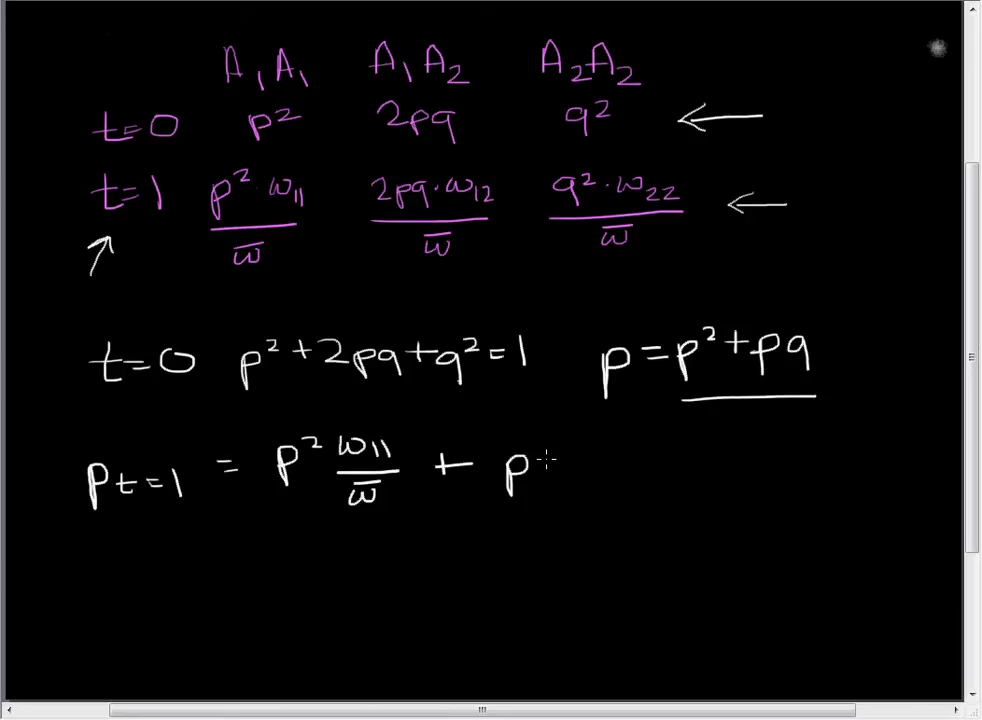 A₁A₁ A₁A₂ A₂A₂
t=0 p² 2pq q² ←
t=1 p²·w₁₁/w̅ 2pq·w₁₂/w̅ q²·w₂₂/w̅ ←
t=0 p²+2pq+q²=1 p=p²+pq
p t=1 = p² w₁₁/w̅ + p